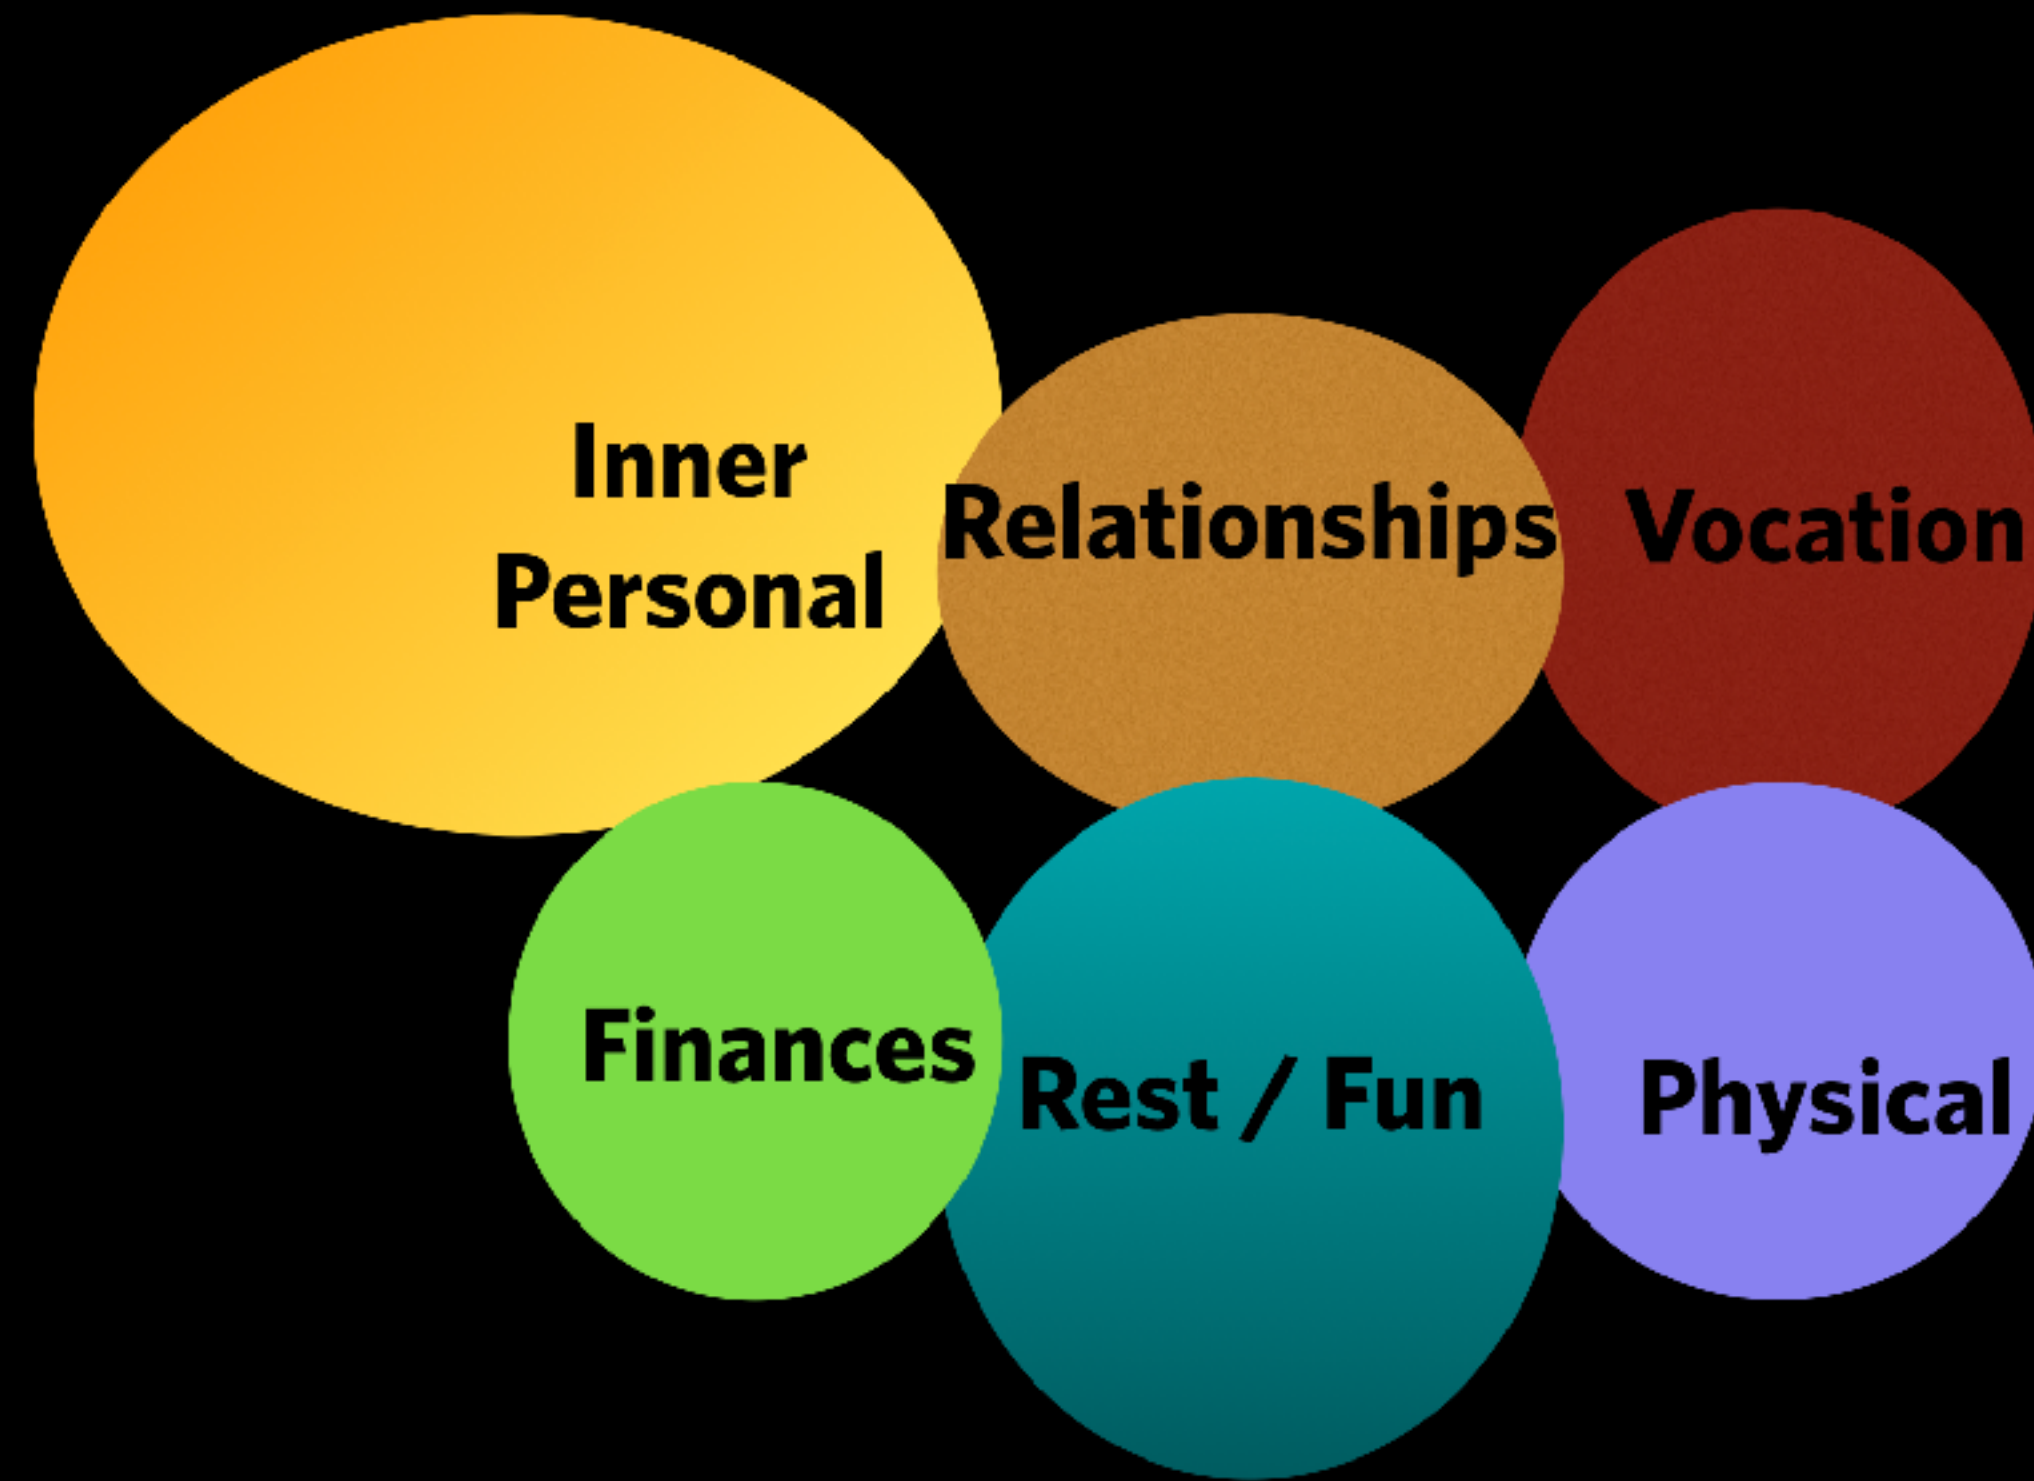 Inner
Personal
Relationships
Vocation
Finances
Rest / Fun
Physical